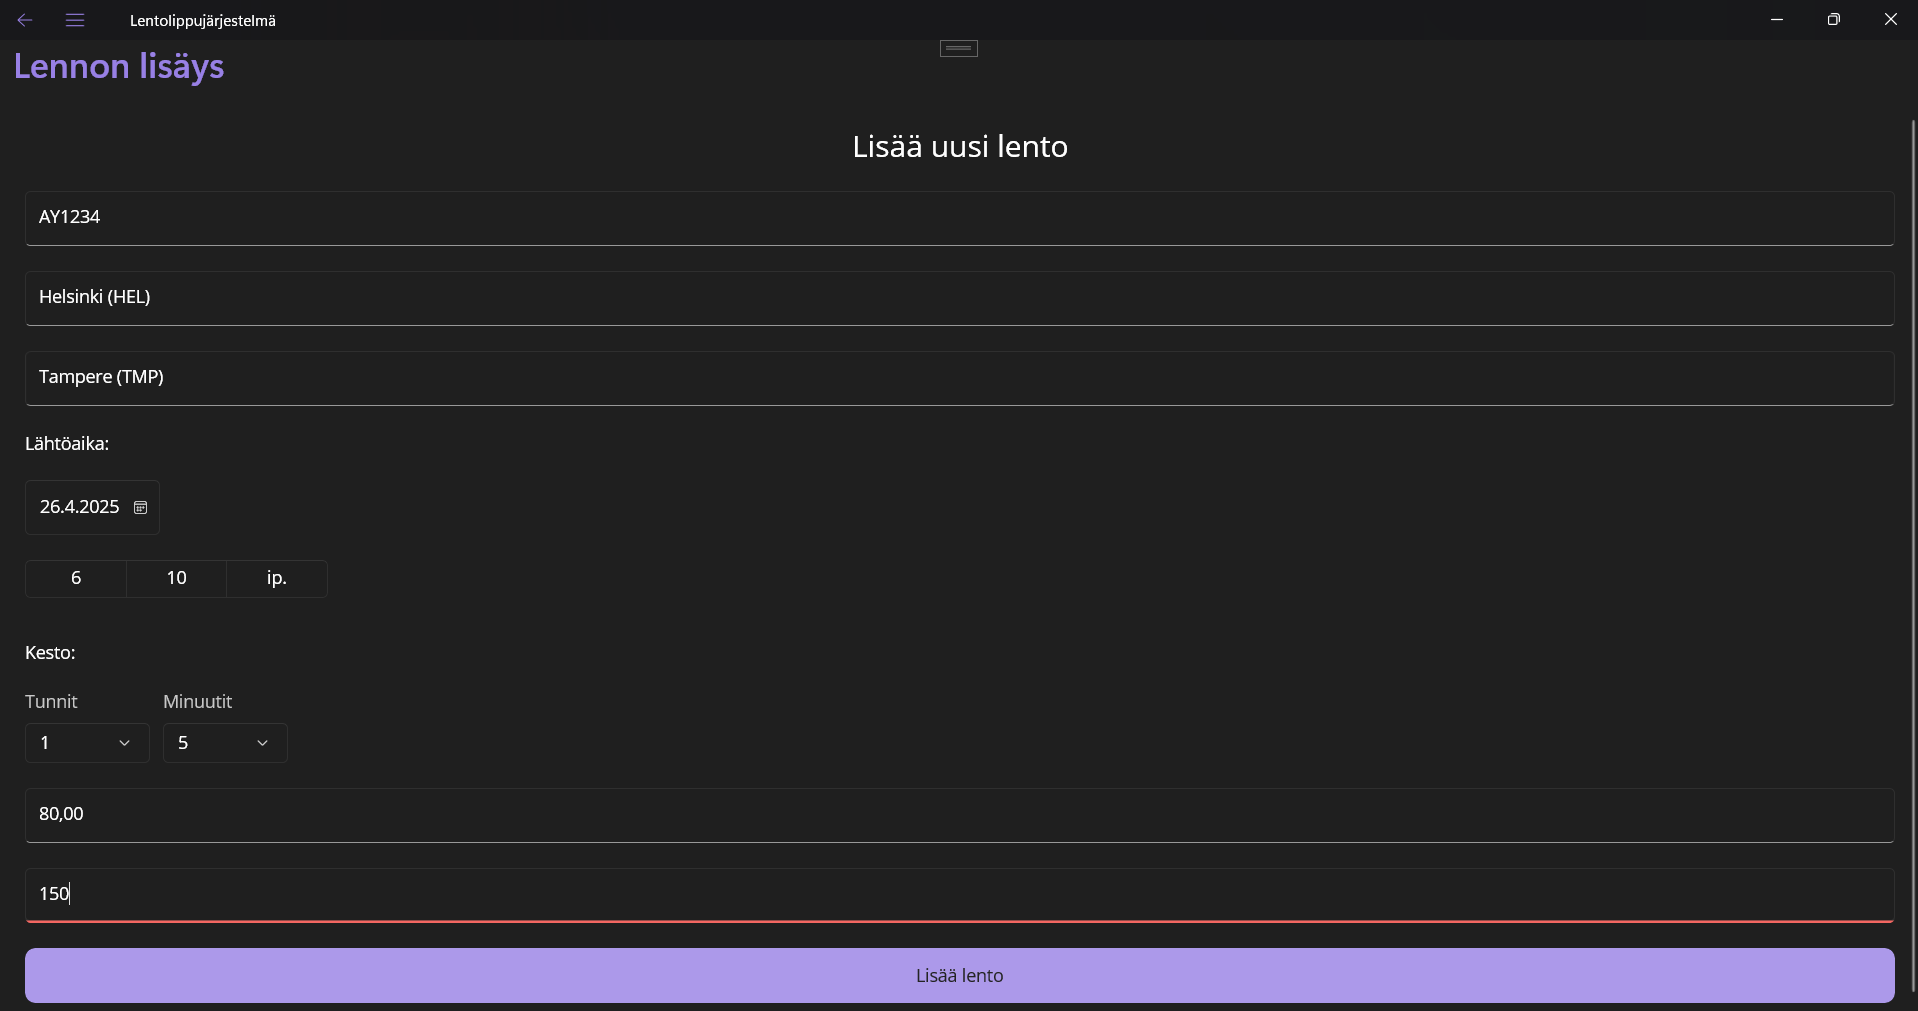 Lentolippujärjestelmä
Lennon lisäys
Lisää uusi lento
AY1234
Helsinki (HEL)
Tampere (TMP)
Lähtöaika:
26.4.2025
6 10 ip.
Kesto:
Tunnit Minuutit
1 5
80,00
150
Lisää lento